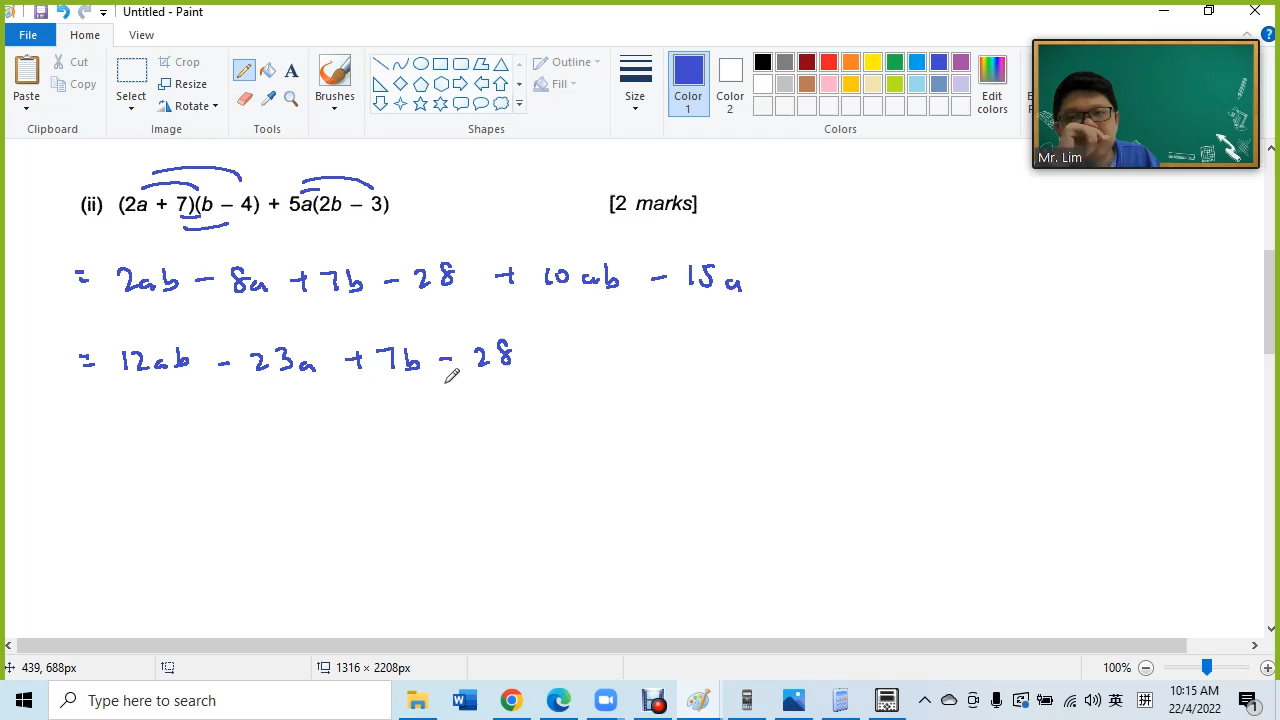 Untitled - Paint
File Home View
Paste Cut Copy
Select Crop Resize Rotate
Brushes
Outline Fill
Size
Color 1
Color 2
Edit colors
Clipboard Image Tools Shapes Colors
Mr. Lim
(ii) (2a + 7)(b – 4) + 5a(2b – 3) [2 marks]
= 2ab - 8a + 7b - 28 + 10ab - 15a
= 12ab - 23a + 7b - 28
439, 688px 1316 × 2208px 100%
Type here to search
英 拼
10:15 AM
22/4/2022
1